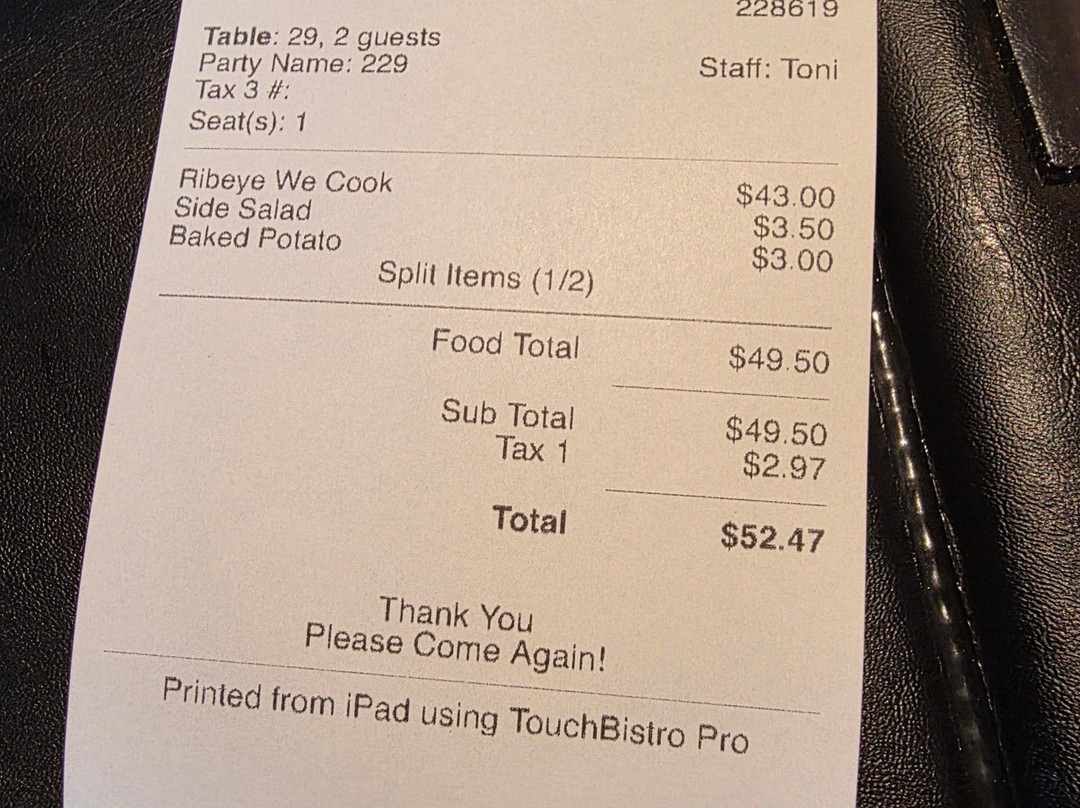 228619
Table: 29, 2 guests
Party Name: 229
Staff: Toni
Tax 3 #:
Seat(s): 1
Ribeye We Cook $43.00
Side Salad $3.50
Baked Potato $3.00
Split Items (1/2)
Food Total $49.50
Sub Total $49.50
Tax 1 $2.97
Total $52.47
Thank You
Please Come Again!
Printed from iPad using TouchBistro Pro